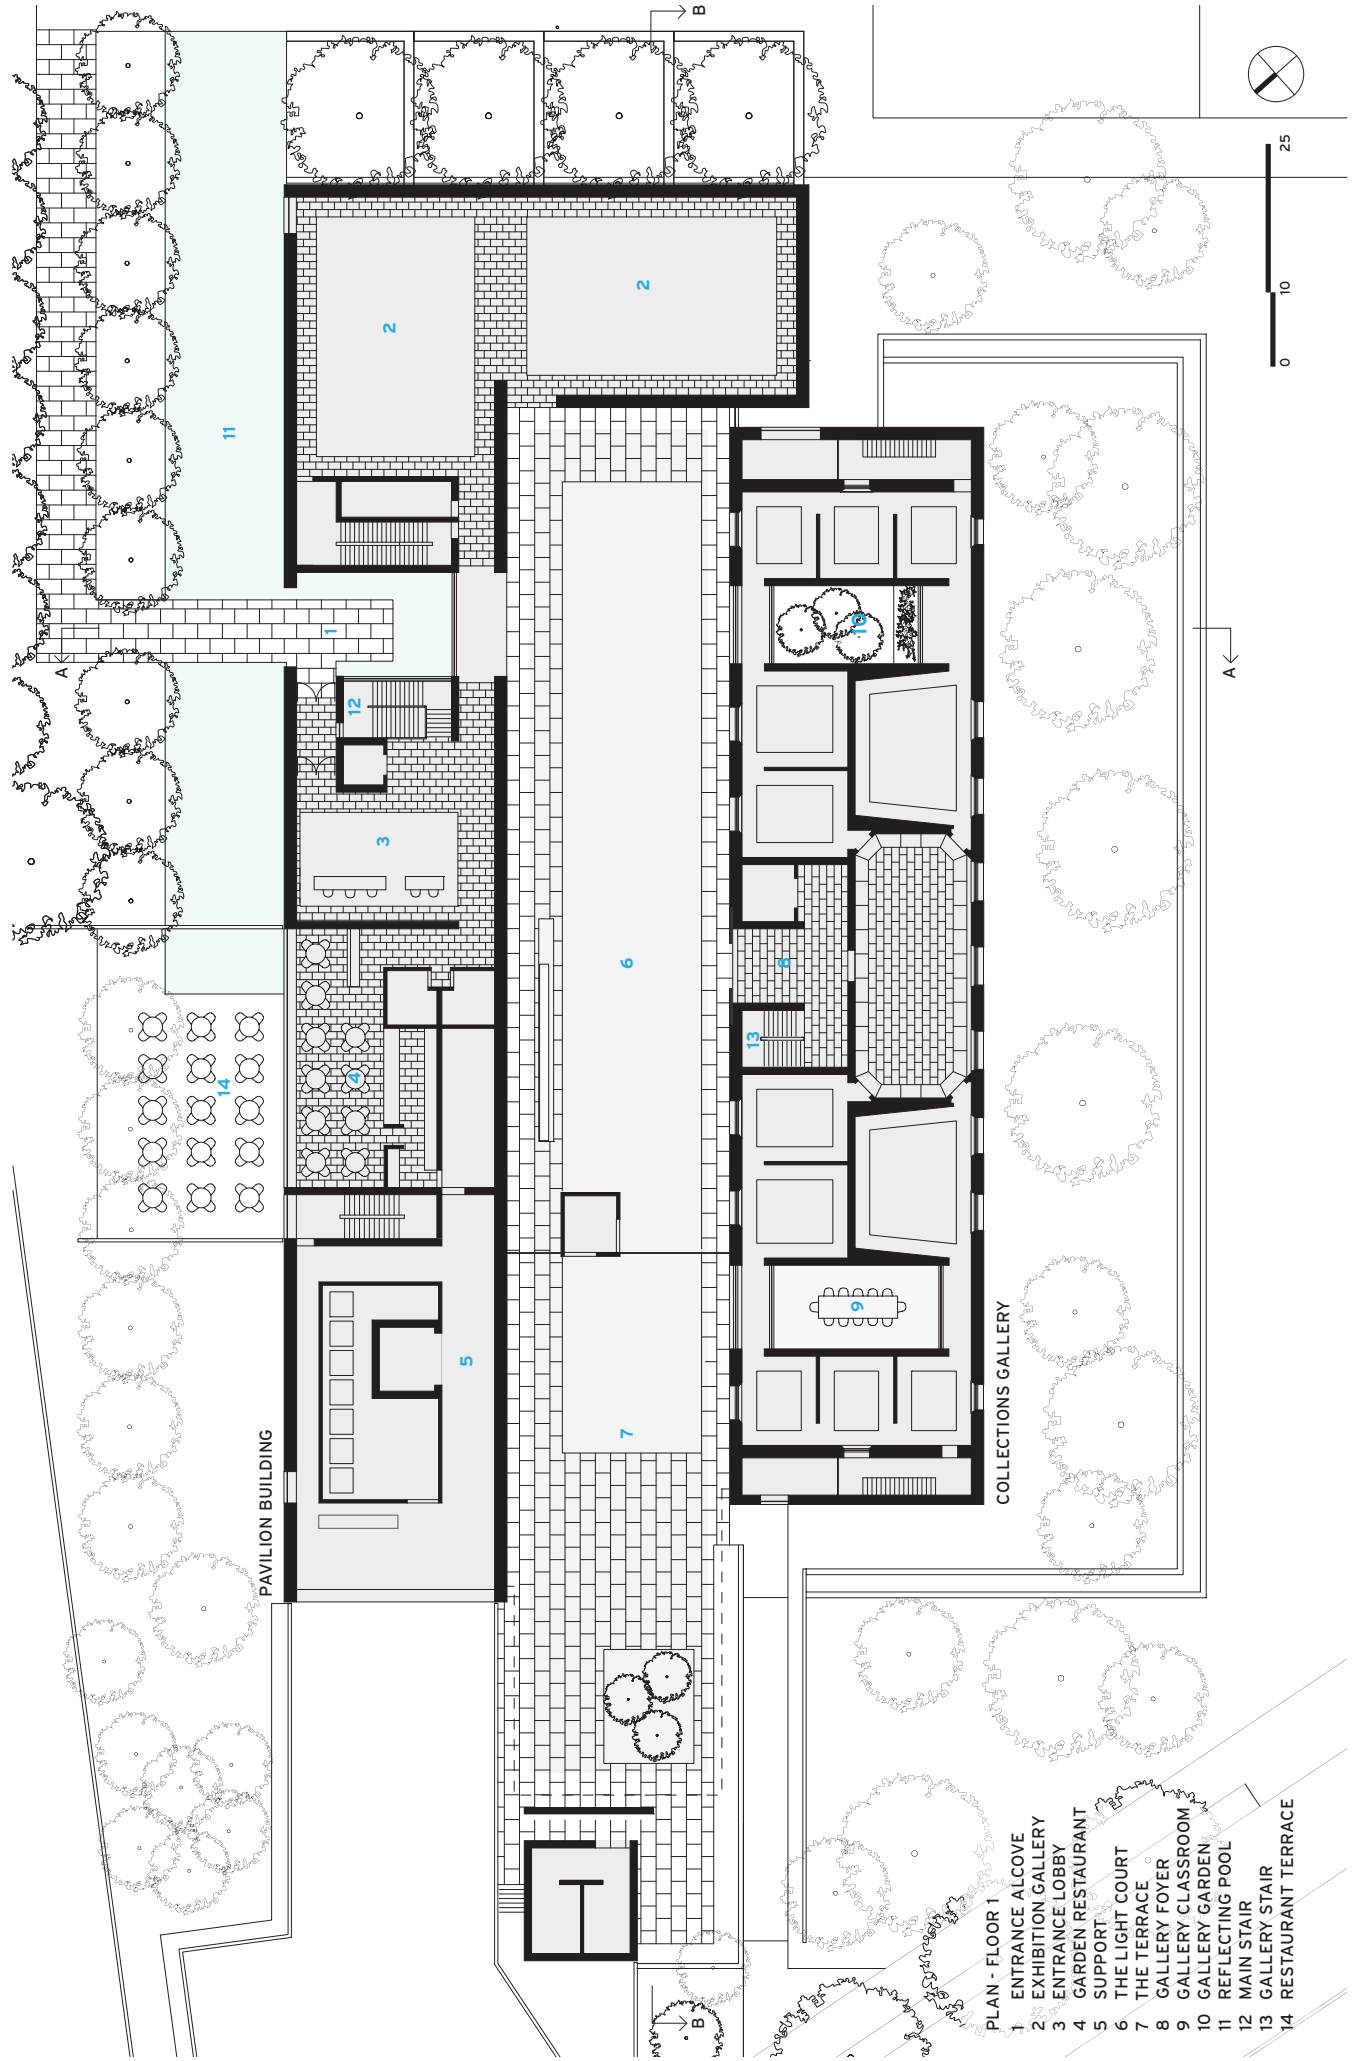 B
25
10
0
2
2
11
1
A
A
12
10
3
6
8
13
14
4
9
5
7
PAVILION BUILDING
COLLECTIONS GALLERY
B
PLAN - FLOOR 1
1 ENTRANCE ALCOVE
2 EXHIBITION GALLERY
3 ENTRANCE LOBBY
4 GARDEN RESTAURANT
5 SUPPORT
6 THE LIGHT COURT
7 THE TERRACE
8 GALLERY FOYER
9 GALLERY CLASSROOM
10 GALLERY GARDEN
11 REFLECTING POOL
12 MAIN STAIR
13 GALLERY STAIR
14 RESTAURANT TERRACE